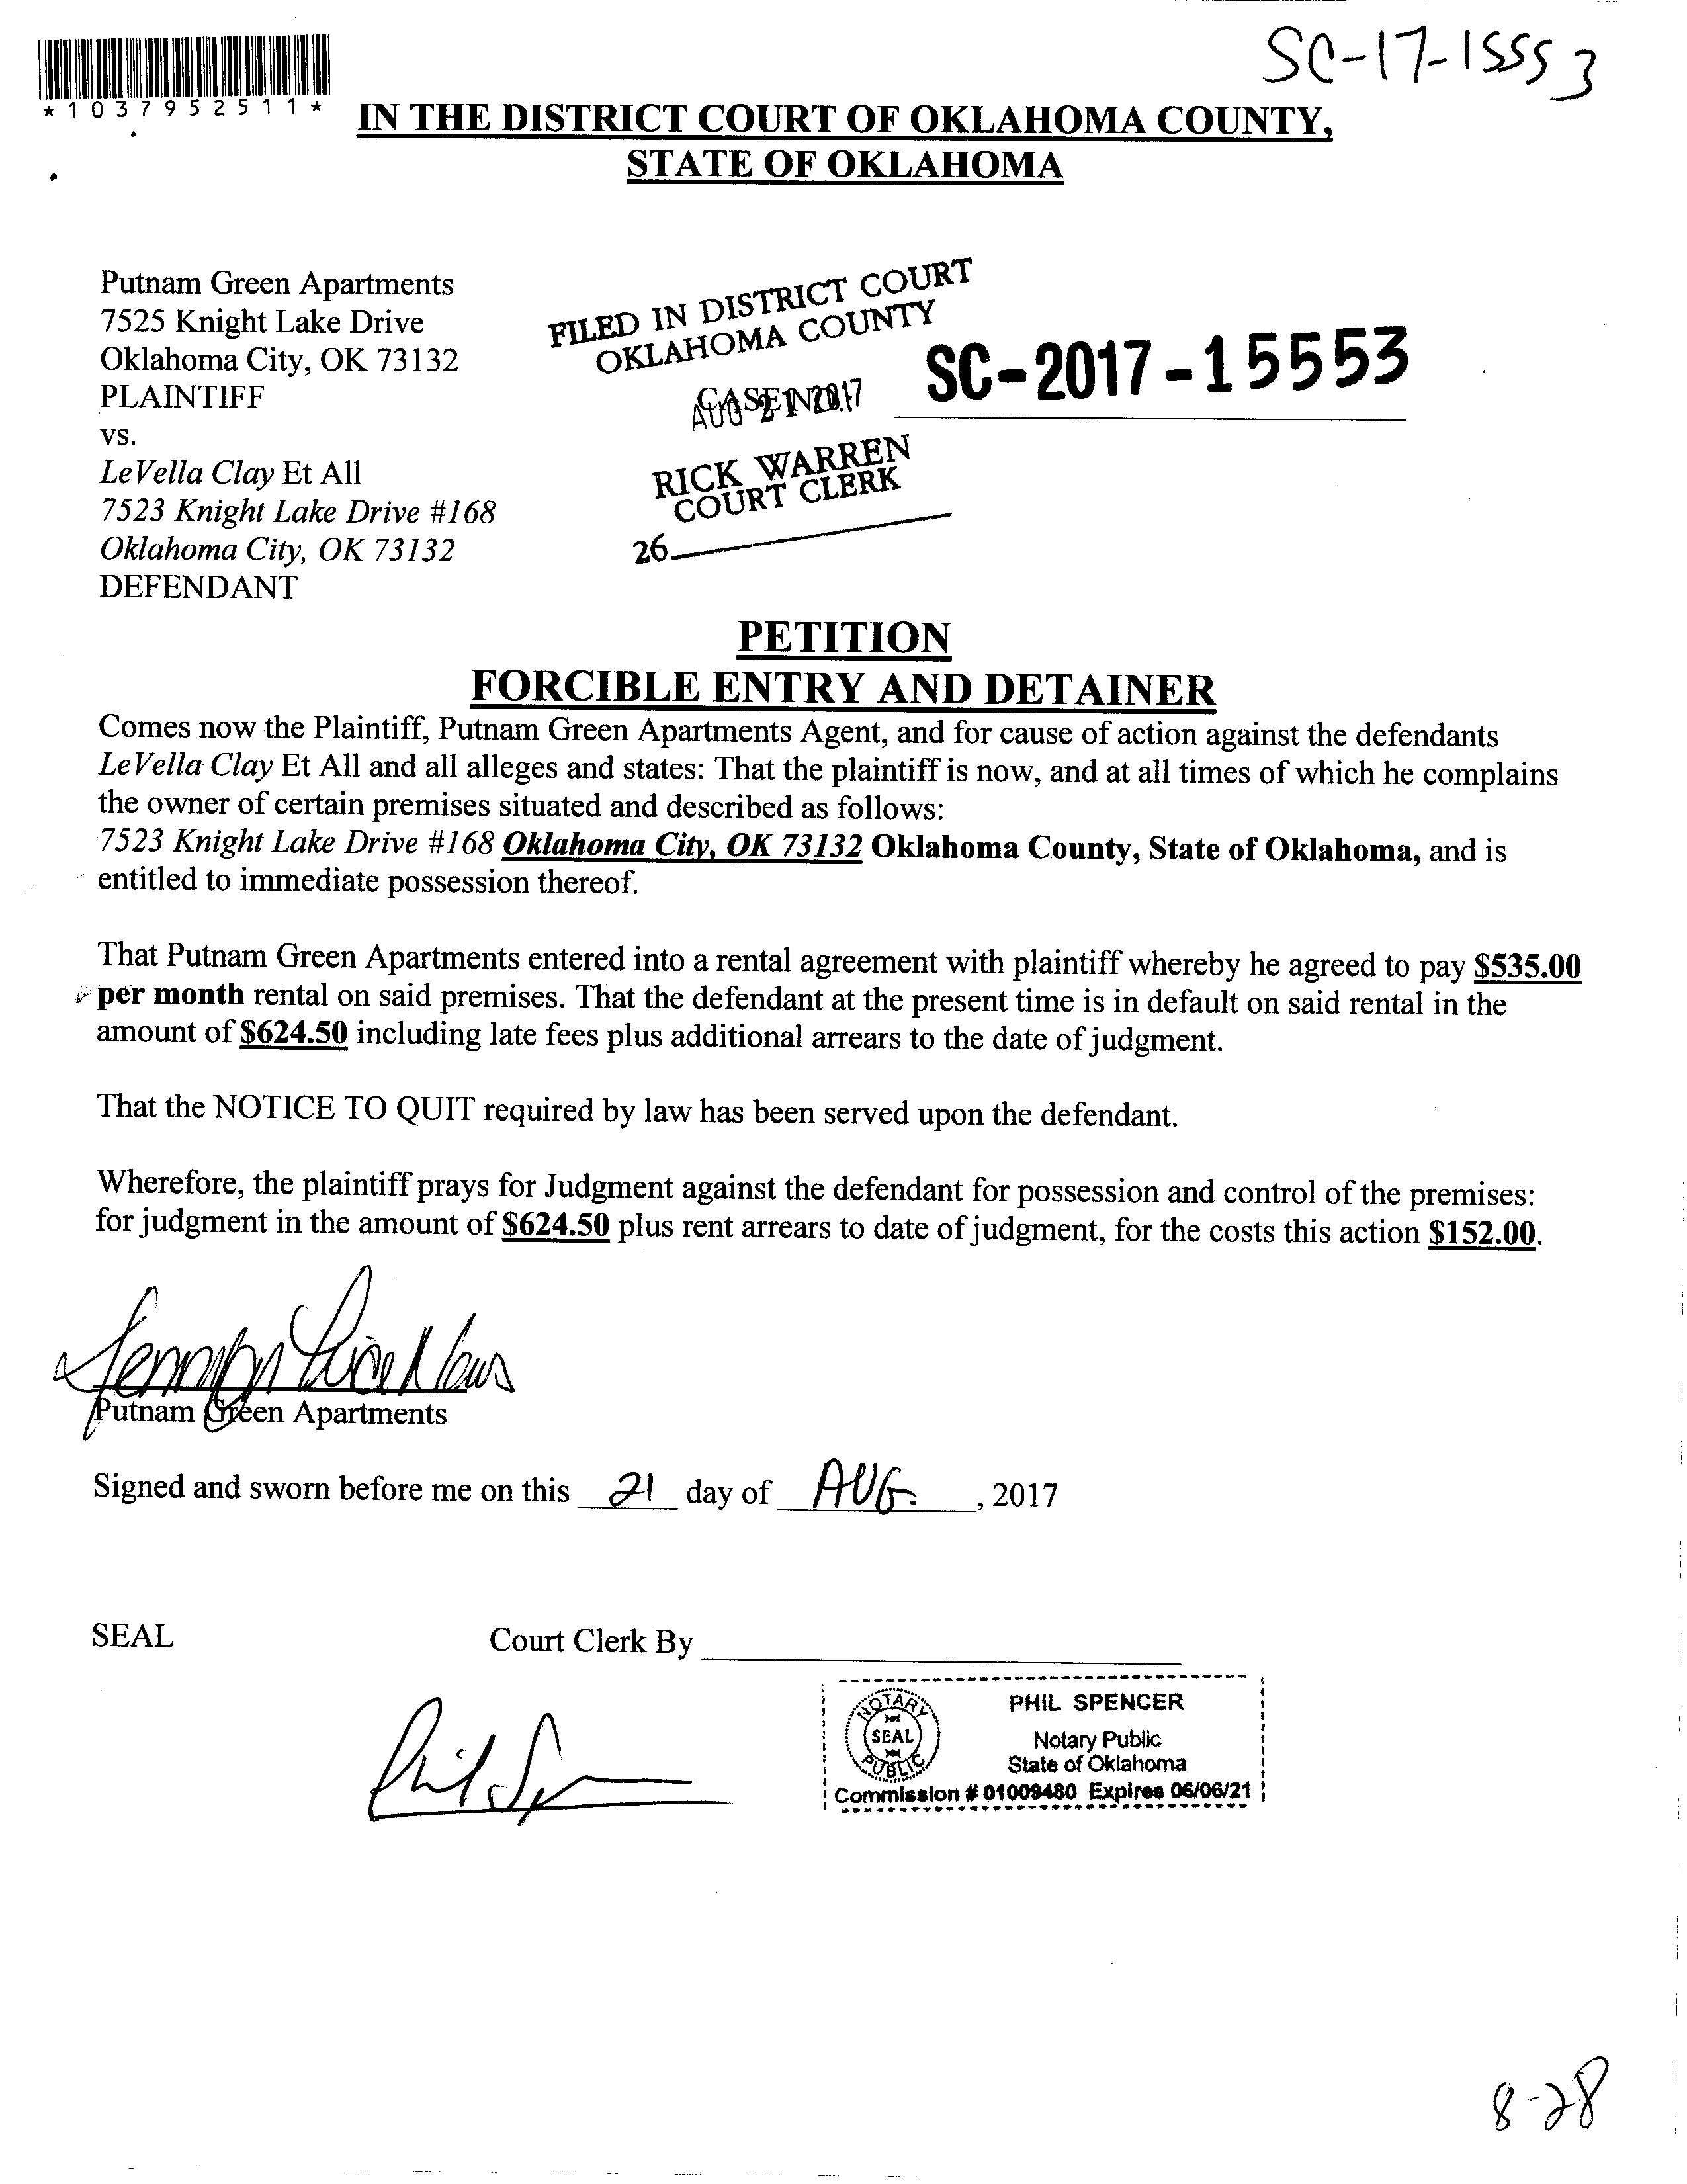 SC-17-15553
*1037952511*
IN THE DISTRICT COURT OF OKLAHOMA COUNTY,
STATE OF OKLAHOMA
Putnam Green Apartments
7525 Knight Lake Drive
Oklahoma City, OK 73132
PLAINTIFF
vs.
LeVella Clay Et All
7523 Knight Lake Drive #168
Oklahoma City, OK 73132
DEFENDANT
FILED IN DISTRICT COURT
OKLAHOMA COUNTY
CASE NO.
AUG 21 2017
SC-2017-15553
RICK WARREN
COURT CLERK
26
PETITION
FORCIBLE ENTRY AND DETAINER
Comes now the Plaintiff, Putnam Green Apartments Agent, and for cause of action against the defendants
LeVella Clay Et All and all alleges and states: That the plaintiff is now, and at all times of which he complains
the owner of certain premises situated and described as follows:
7523 Knight Lake Drive #168 Oklahoma City, OK 73132 Oklahoma County, State of Oklahoma, and is
entitled to immediate possession thereof.
That Putnam Green Apartments entered into a rental agreement with plaintiff whereby he agreed to pay $535.00
per month rental on said premises. That the defendant at the present time is in default on said rental in the
amount of $624.50 including late fees plus additional arrears to the date of judgment.
That the NOTICE TO QUIT required by law has been served upon the defendant.
Wherefore, the plaintiff prays for Judgment against the defendant for possession and control of the premises:
for judgment in the amount of $624.50 plus rent arrears to date of judgment, for the costs this action $152.00.
Putnam Green Apartments
Signed and sworn before me on this 21 day of AUG. , 2017
SEAL
Court Clerk By
NOTARY
SEAL
PUBLIC
PHIL SPENCER
Notary Public
State of Oklahoma
Commission # 01009480 Expires 06/06/21
8-28